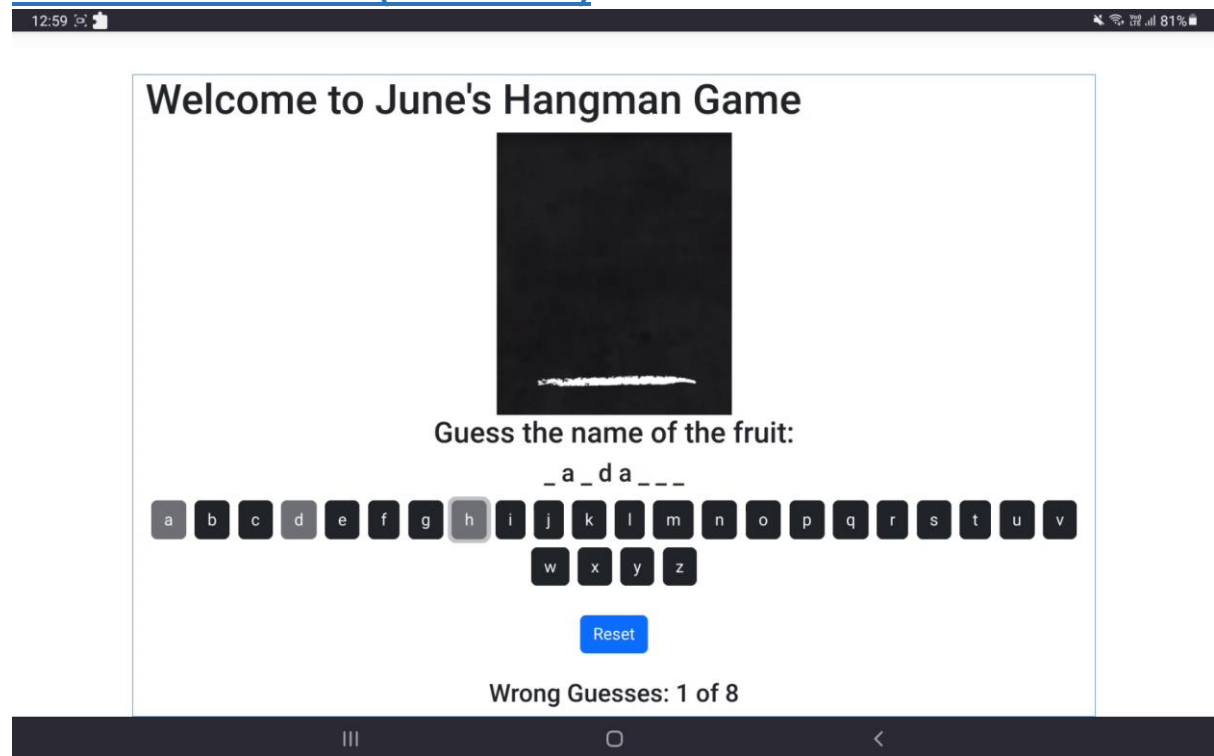 12:59
81%
Welcome to June's Hangman Game
Guess the name of the fruit:
_ a _ d a _ _ _
a b c d e f g h i j k l m n o p q r s t u v
w x y z
Reset
Wrong Guesses: 1 of 8